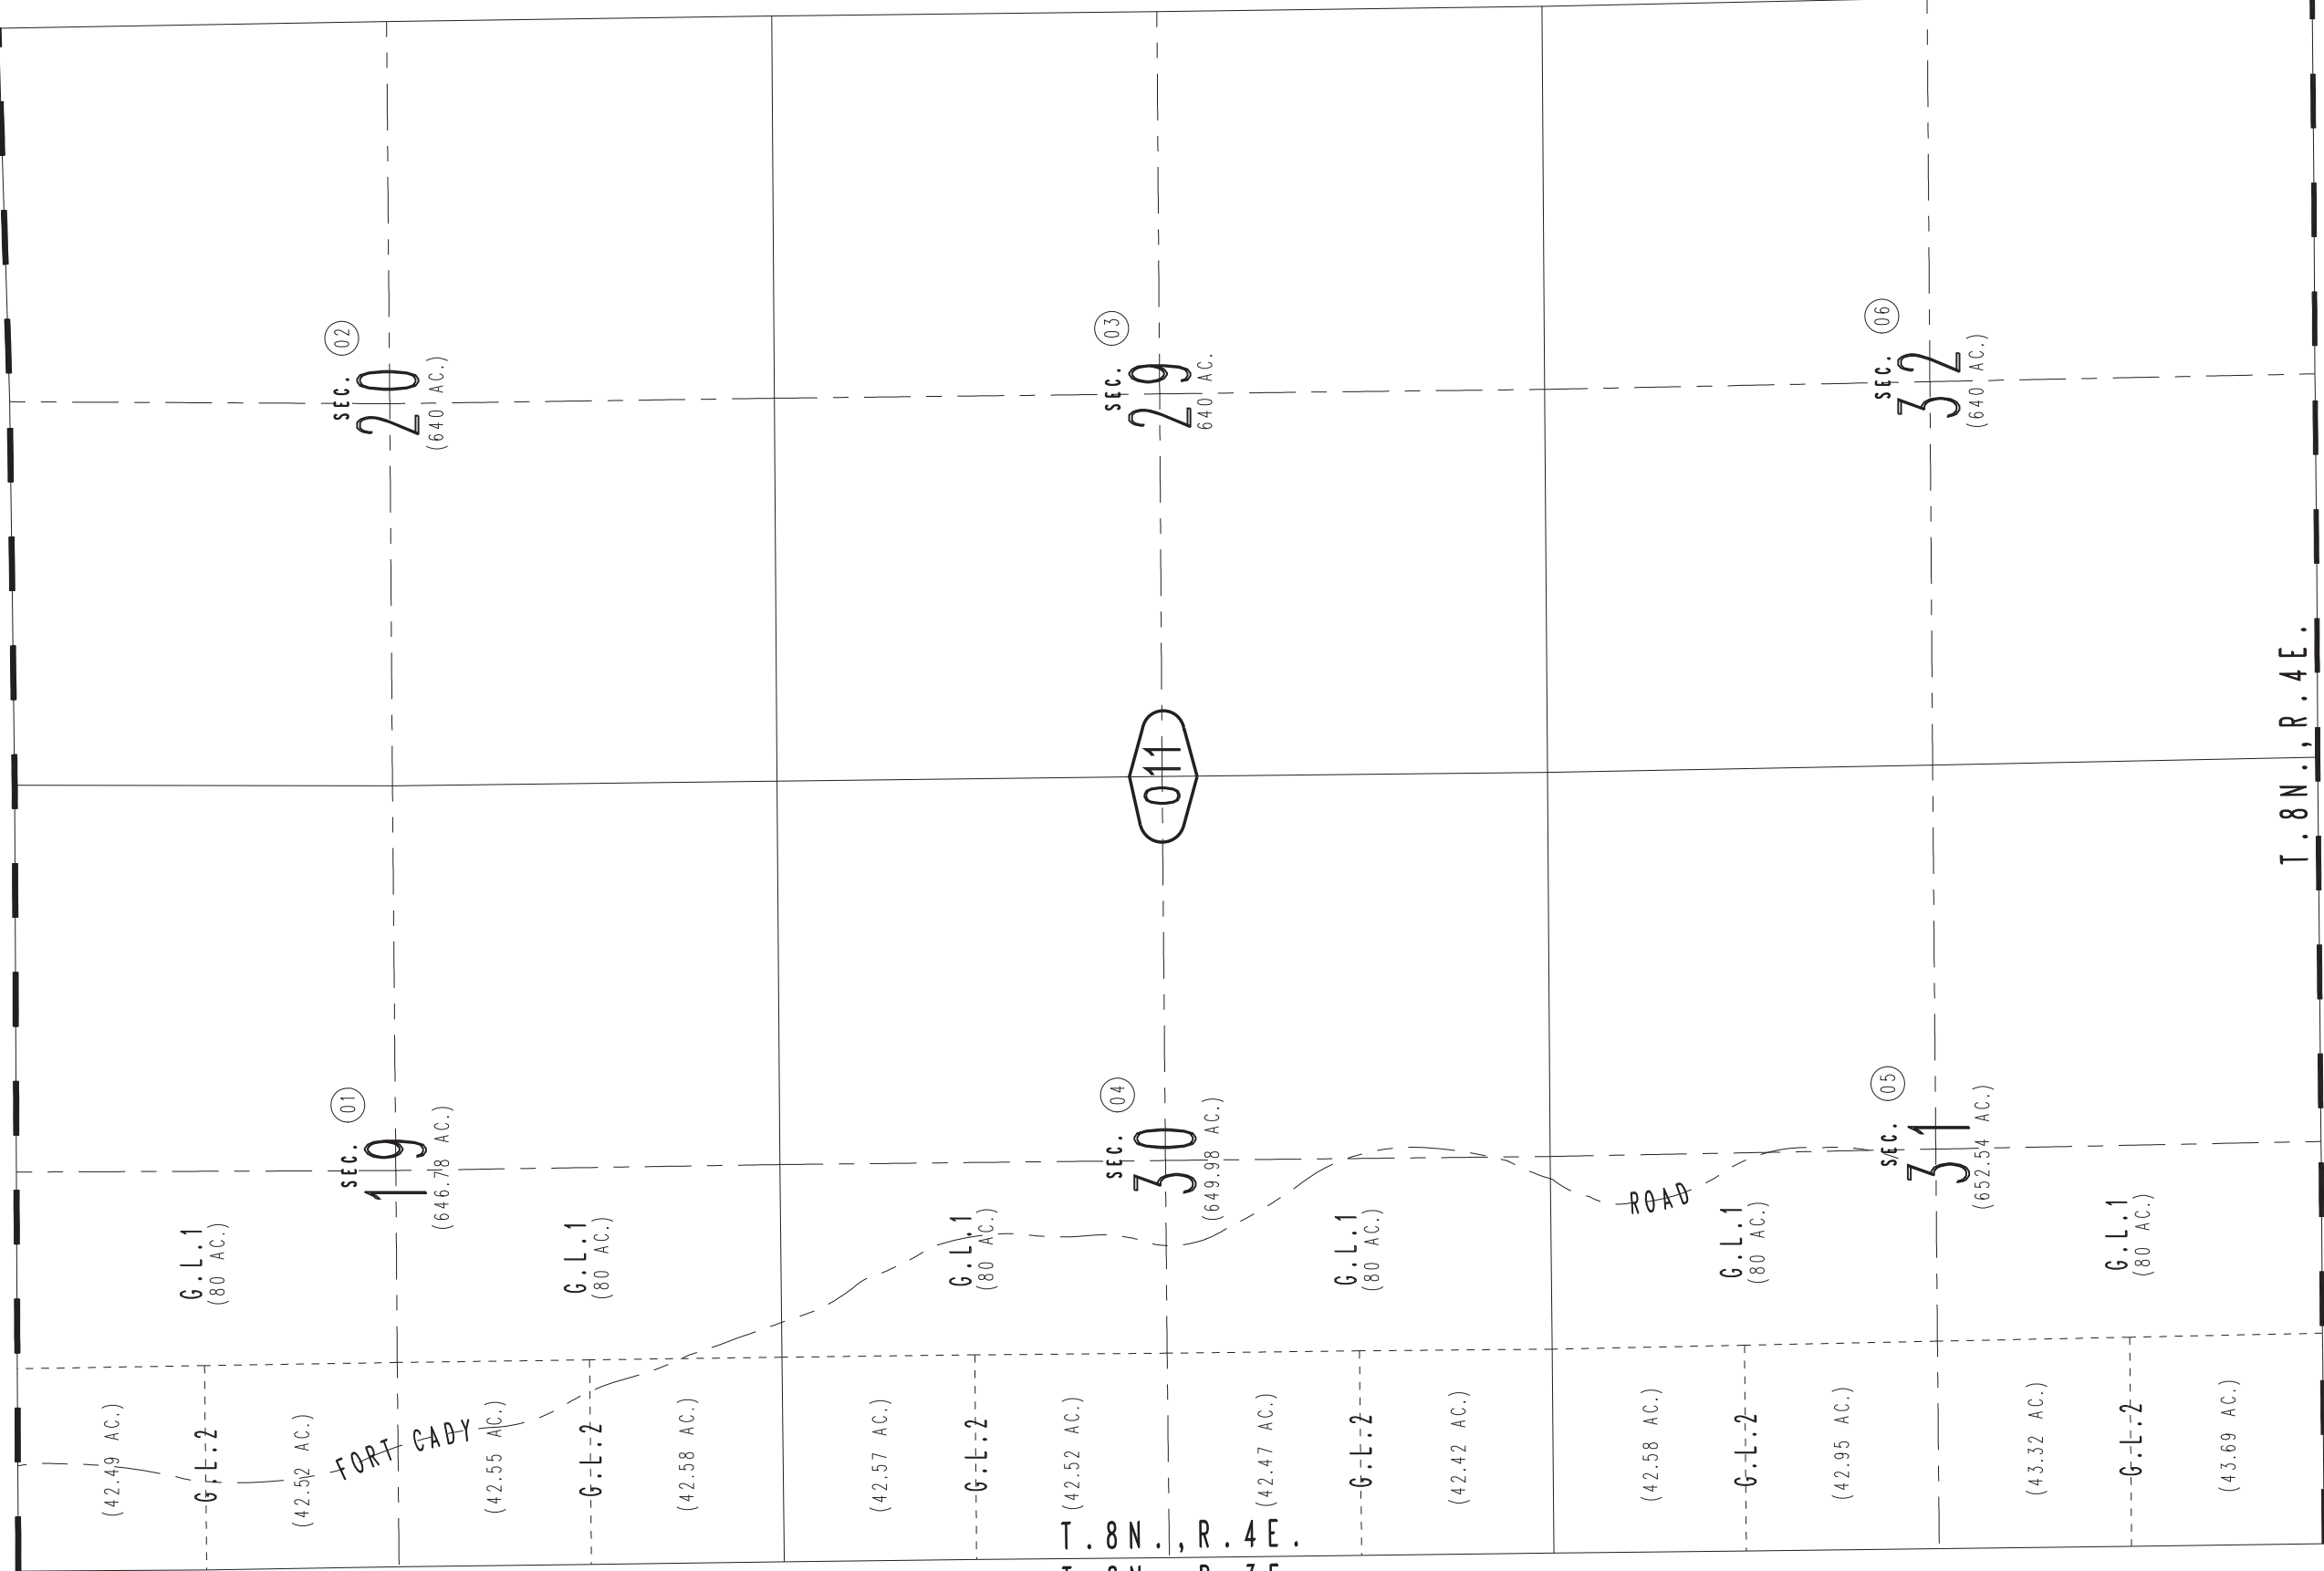 02
SEC.
20
(640 AC.)
03
SEC.
29
640 AC.
06
SEC.
32
(640 AC.)
T.8N.,R.4E.
011
01
SEC.
19
(646.78 AC.)
04
SEC.
30
(649.98 AC.)
05
SEC.
31
(652.54 AC.)
G.L.1
(80 AC.)
G.L.1
(80 AC.)
G.L.1
(80 AC.)
G.L.1
(80 AC.)
G.L.1
(80 AC.)
G.L.1
(80 AC.)
FORT CADY ROAD
(42.49 AC.)
G.L.2
(42.52 AC.)
(42.55 AC.)
G.L.2
(42.58 AC.)
(42.57 AC.)
G.L.2
(42.52 AC.)
(42.47 AC.)
G.L.2
(42.42 AC.)
(42.58 AC.)
G.L.2
(42.95 AC.)
(43.32 AC.)
G.L.2
(43.69 AC.)
T.8N.,R.4E.